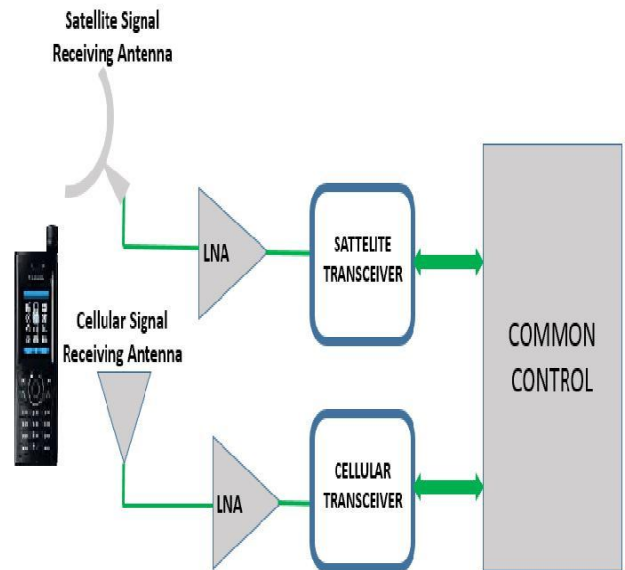 Satellite Signal
Receiving Antenna
LNA
SATTELITE
TRANSCEIVER
Cellular Signal
Receiving Antenna
LNA
CELLULAR
TRANSCEIVER
COMMON
CONTROL